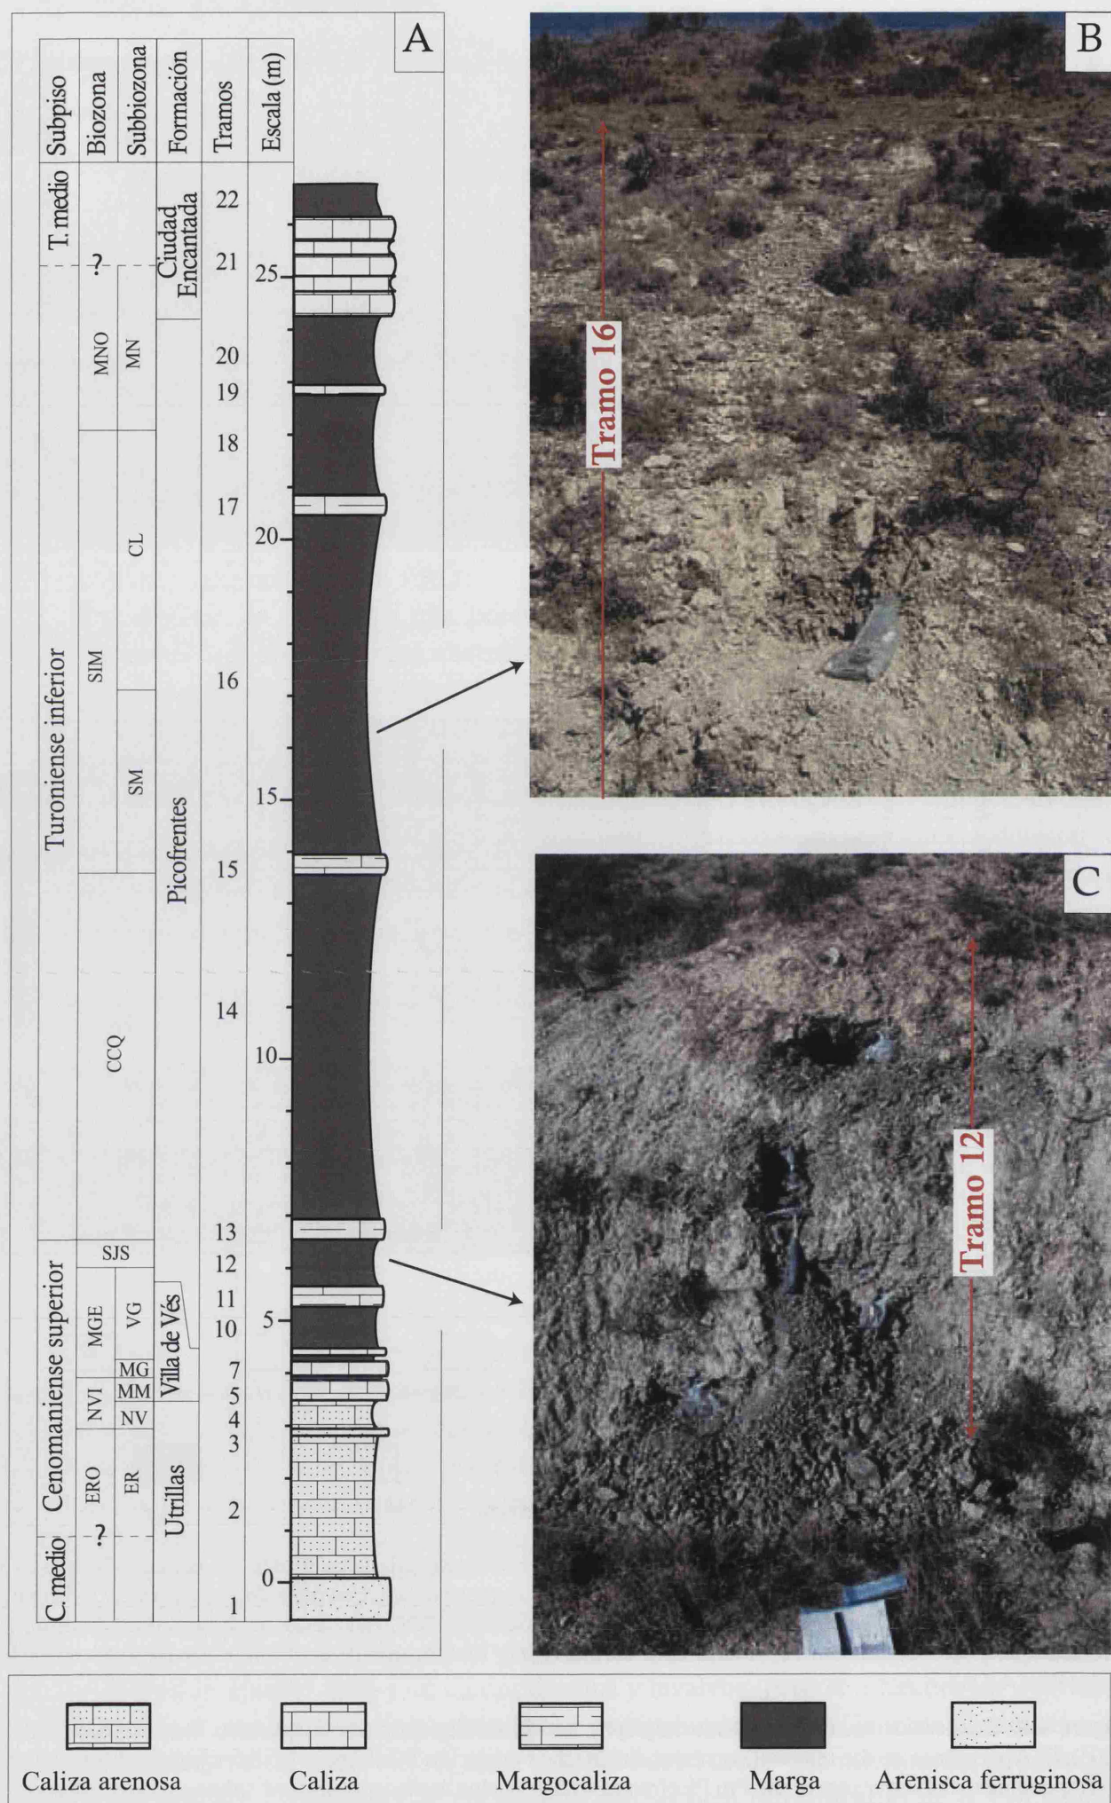 A
Subpiso
Biozona
Subbiozona
Formación
Tramos
Escala (m)
T. medio
Turoniense inferior
Cenomaniense superior
C. medio
?
MNO
SIM
CCQ
SJS
MGE
NVI
ERO
?
MN
CL
SM
VG
MG
MM
NV
ER
Ciudad
Encantada
Picofrentes
Villa de Vés
Utrillas
22
21
20
19
18
17
16
15
14
13
12
11
10
7
5
4
3
2
1
25
20
15
10
5
0
B
Tramo 16
C
Tramo 12
Caliza arenosa
Caliza
Margocaliza
Marga
Arenisca ferruginosa